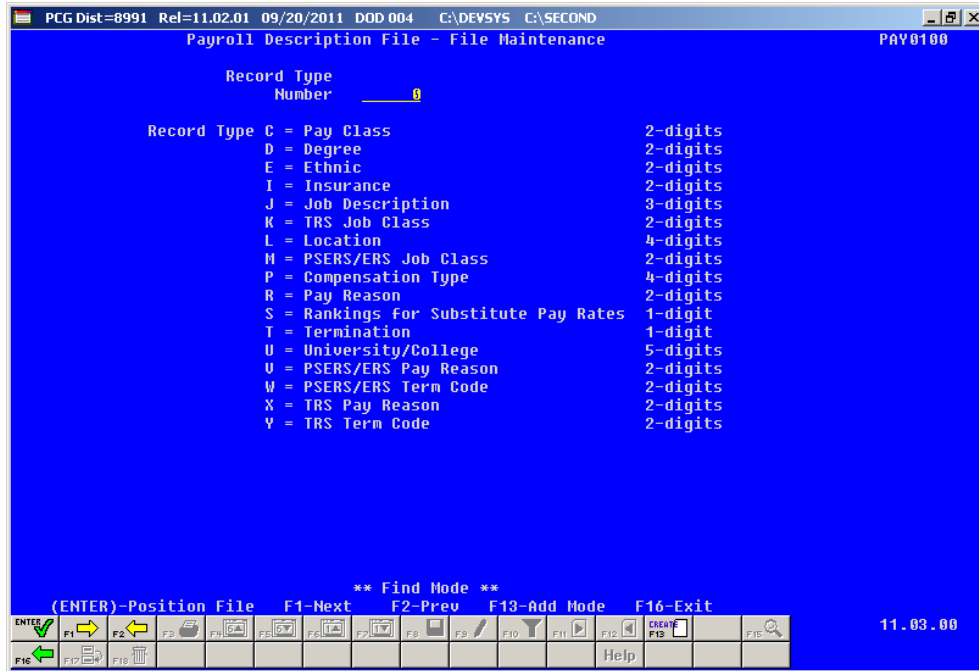 PCG Dist=8991 Rel=11.02.01 09/20/2011 DOD 004 C:\DEVSYS C:\SECOND
Payroll Description File - File Maintenance PAY0100
Record Type
Number 0
Record Type C = Pay Class 2-digits
D = Degree 2-digits
E = Ethnic 2-digits
I = Insurance 2-digits
J = Job Description 3-digits
K = TRS Job Class 2-digits
L = Location 4-digits
M = PSERS/ERS Job Class 2-digits
P = Compensation Type 4-digits
R = Pay Reason 2-digits
S = Rankings for Substitute Pay Rates 1-digit
T = Termination 1-digit
U = University/College 5-digits
V = PSERS/ERS Pay Reason 2-digits
W = PSERS/ERS Term Code 2-digits
X = TRS Pay Reason 2-digits
Y = TRS Term Code 2-digits
** Find Mode **
(ENTER)-Position File F1-Next F2-Prev F13-Add Mode F16-Exit
ENTER F1 F2 F3 F4 F5 F6 F7 F8 F9 F10 F11 F12 CREATE F13 F15 11.03.00
F16 F17 F18 Help